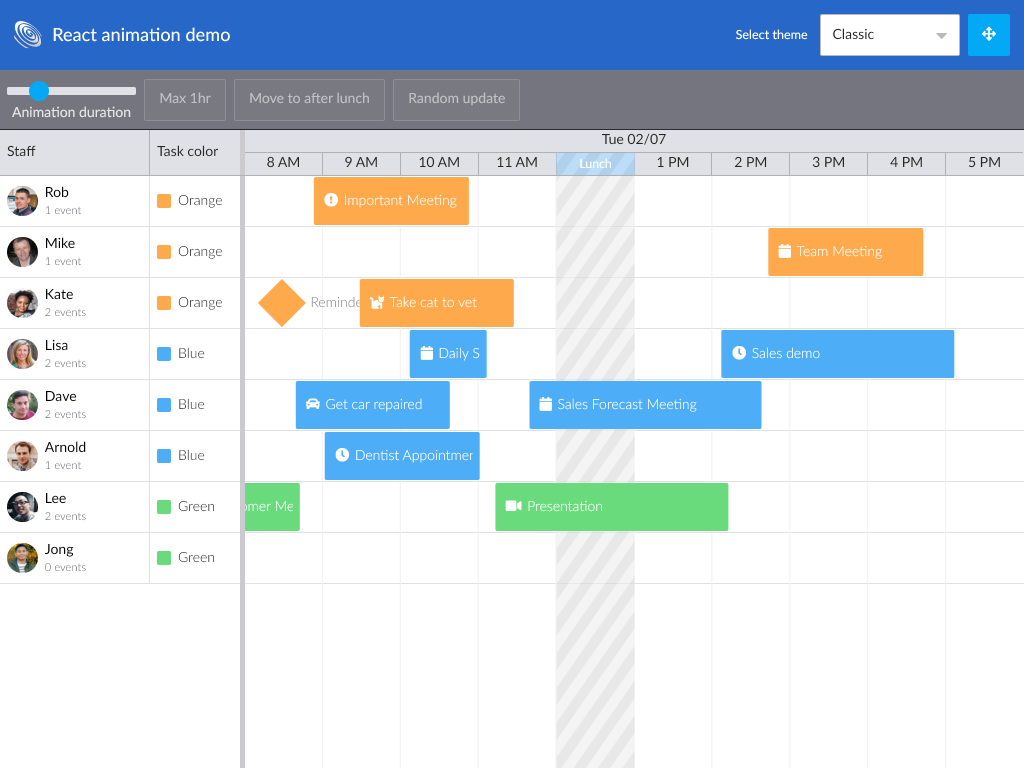 React animation demo
Select theme
Classic
Animation duration
Max 1hr
Move to after lunch
Random update
Staff
Task color
Tue 02/07
8 AM
9 AM
10 AM
11 AM
Lunch
1 PM
2 PM
3 PM
4 PM
5 PM
Rob
1 event
Orange
Important Meeting
Mike
1 event
Orange
Team Meeting
Kate
2 events
Orange
Reminde
Take cat to vet
Lisa
2 events
Blue
Daily S
Sales demo
Dave
2 events
Blue
Get car repaired
Sales Forecast Meeting
Arnold
1 event
Blue
Dentist Appointmen
Lee
2 events
Green
omer Me
Presentation
Jong
0 events
Green